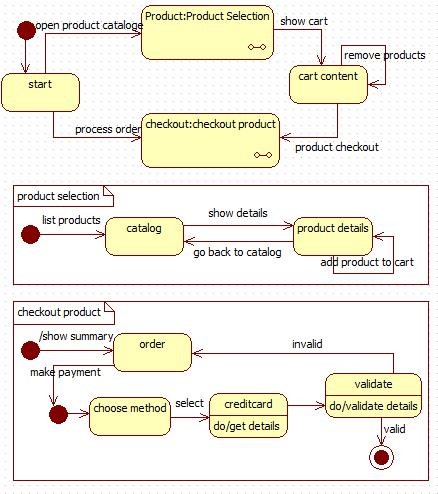 open product cataloge
Product:Product Selection
show cart
remove products
start
cart content
process order
checkout:checkout product
product checkout
product selection
list products
catalog
show details
product details
go back to catalog
add product to cart
checkout product
/show summary
order
invalid
make payment
choose method
select
creditcard
do/get details
validate
do/validate details
valid